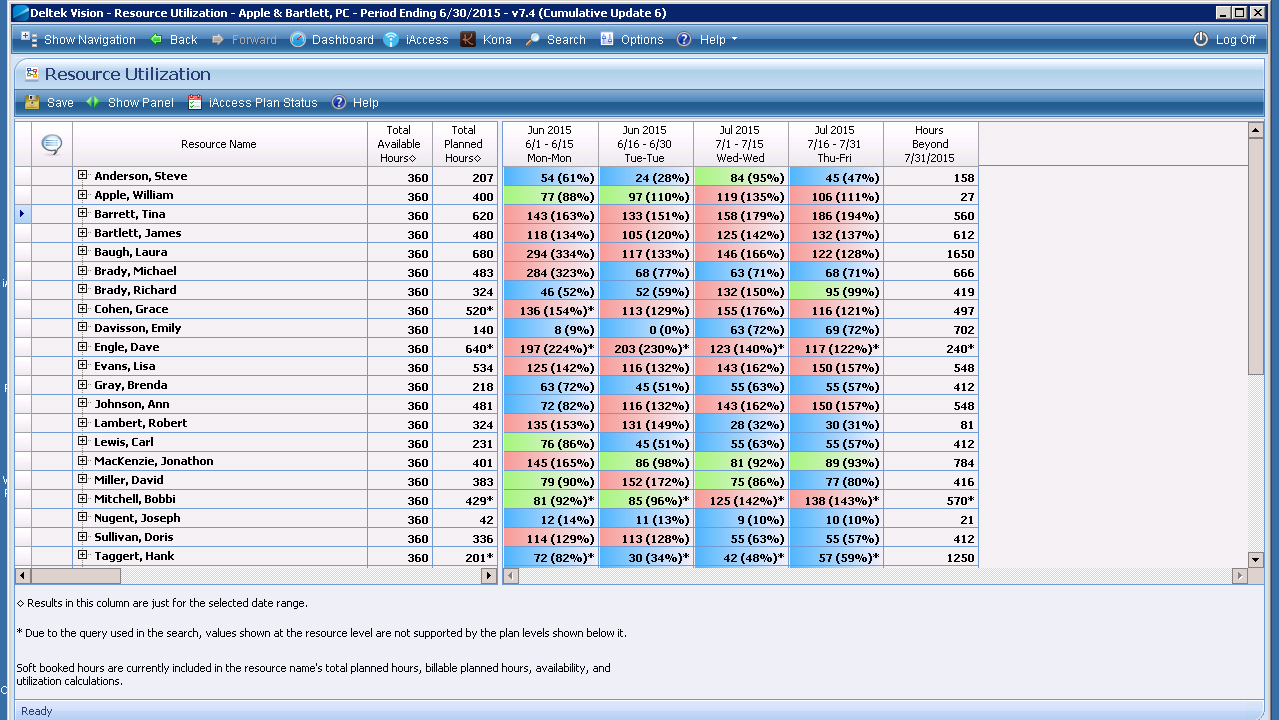 Deltek Vision - Resource Utilization - Apple & Bartlett, PC - Period Ending 6/30/2015 - v7.4 (Cumulative Update 6)
Show Navigation Back Forward Dashboard iAccess Kona Search Options Help Log Off
Resource Utilization
Save Show Panel iAccess Plan Status Help
Resource Name Total Available Hours◇ Total Planned Hours◇ Jun 2015 6/1 - 6/15 Mon-Mon Jun 2015 6/16 - 6/30 Tue-Tue Jul 2015 7/1 - 7/15 Wed-Wed Jul 2015 7/16 - 7/31 Thu-Fri Hours Beyond 7/31/2015
Anderson, Steve 360 207 54 (61%) 24 (28%) 84 (95%) 45 (47%) 158
Apple, William 360 400 77 (88%) 97 (110%) 119 (135%) 106 (111%) 27
Barrett, Tina 360 620 143 (163%) 133 (151%) 158 (179%) 186 (194%) 560
Bartlett, James 360 480 118 (134%) 105 (120%) 125 (142%) 132 (137%) 612
Baugh, Laura 360 680 294 (334%) 117 (133%) 146 (166%) 122 (128%) 1650
Brady, Michael 360 483 284 (323%) 68 (77%) 63 (71%) 68 (71%) 666
Brady, Richard 360 324 46 (52%) 52 (59%) 132 (150%) 95 (99%) 419
Cohen, Grace 360 520* 136 (154%)* 113 (129%) 155 (176%) 116 (121%) 497
Davisson, Emily 360 140 8 (9%) 0 (0%) 63 (72%) 69 (72%) 702
Engle, Dave 360 640* 197 (224%)* 203 (230%)* 123 (140%)* 117 (122%)* 240*
Evans, Lisa 360 534 125 (142%) 116 (132%) 143 (162%) 150 (157%) 548
Gray, Brenda 360 218 63 (72%) 45 (51%) 55 (63%) 55 (57%) 412
Johnson, Ann 360 481 72 (82%) 116 (132%) 143 (162%) 150 (157%) 548
Lambert, Robert 360 324 135 (153%) 131 (149%) 28 (32%) 30 (31%) 81
Lewis, Carl 360 231 76 (86%) 45 (51%) 55 (63%) 55 (57%) 412
MacKenzie, Jonathon 360 401 145 (165%) 86 (98%) 81 (92%) 89 (93%) 784
Miller, David 360 383 79 (90%) 152 (172%) 75 (86%) 77 (80%) 416
Mitchell, Bobbi 360 429* 81 (92%)* 85 (96%)* 125 (142%)* 138 (143%)* 570*
Nugent, Joseph 360 42 12 (14%) 11 (13%) 9 (10%) 10 (10%) 21
Sullivan, Doris 360 336 114 (129%) 113 (128%) 55 (63%) 55 (57%) 412
Taggert, Hank 360 201* 72 (82%)* 30 (34%)* 42 (48%)* 57 (59%)* 1250
◇ Results in this column are just for the selected date range.
* Due to the query used in the search, values shown at the resource level are not supported by the plan levels shown below it.
Soft booked hours are currently included in the resource name's total planned hours, billable planned hours, availability, and
utilization calculations.
Ready